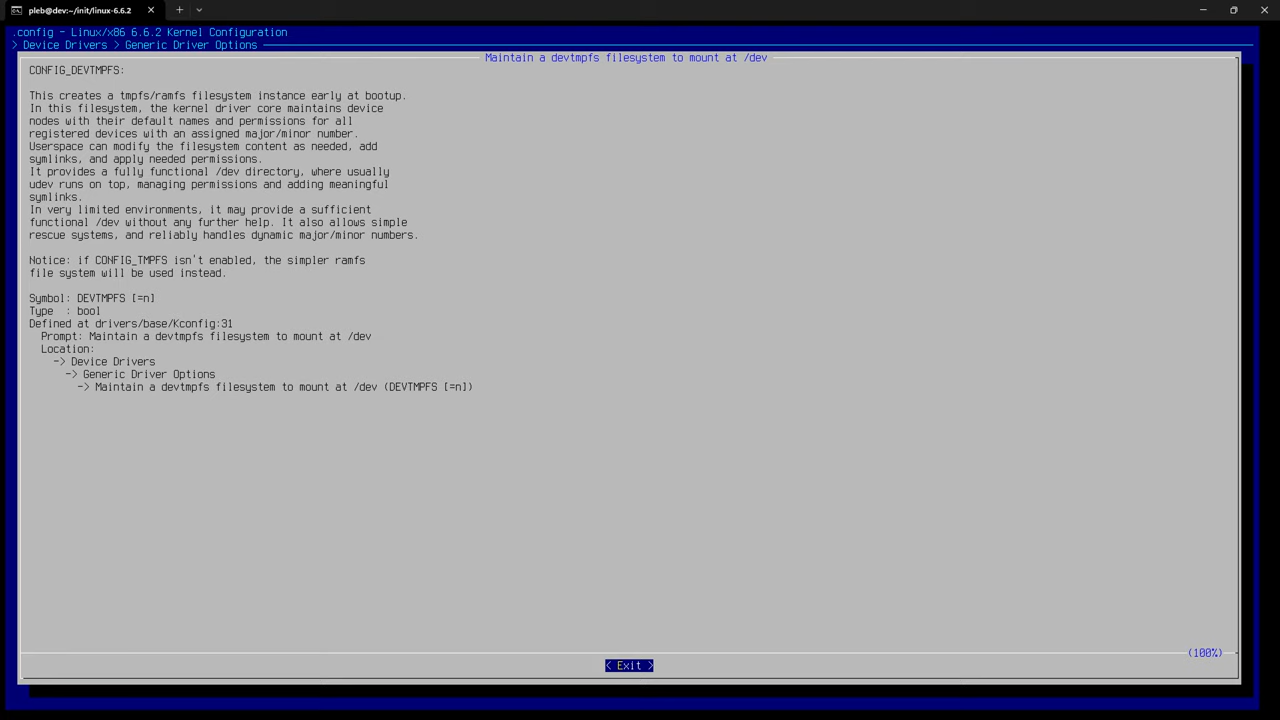 pleb@dev:~/init/linux-6.6.2
.config - Linux/x86 6.6.2 Kernel Configuration
> Device Drivers > Generic Driver Options
Maintain a devtmpfs filesystem to mount at /dev
CONFIG_DEVTMPFS:
This creates a tmpfs/ramfs filesystem instance early at bootup.
In this filesystem, the kernel driver core maintains device
nodes with their default names and permissions for all
registered devices with an assigned major/minor number.
Userspace can modify the filesystem content as needed, add
symlinks, and apply needed permissions.
It provides a fully functional /dev directory, where usually
udev runs on top, managing permissions and adding meaningful
symlinks.
In very limited environments, it may provide a sufficient
functional /dev without any further help. It also allows simple
rescue systems, and reliably handles dynamic major/minor numbers.
Notice: if CONFIG_TMPFS isn't enabled, the simpler ramfs
file system will be used instead.
Symbol: DEVTMPFS [=n]
Type  : bool
Defined at drivers/base/Kconfig:31
Prompt: Maintain a devtmpfs filesystem to mount at /dev
Location:
-> Device Drivers
-> Generic Driver Options
-> Maintain a devtmpfs filesystem to mount at /dev (DEVTMPFS [=n])
(100%)
< Exit >